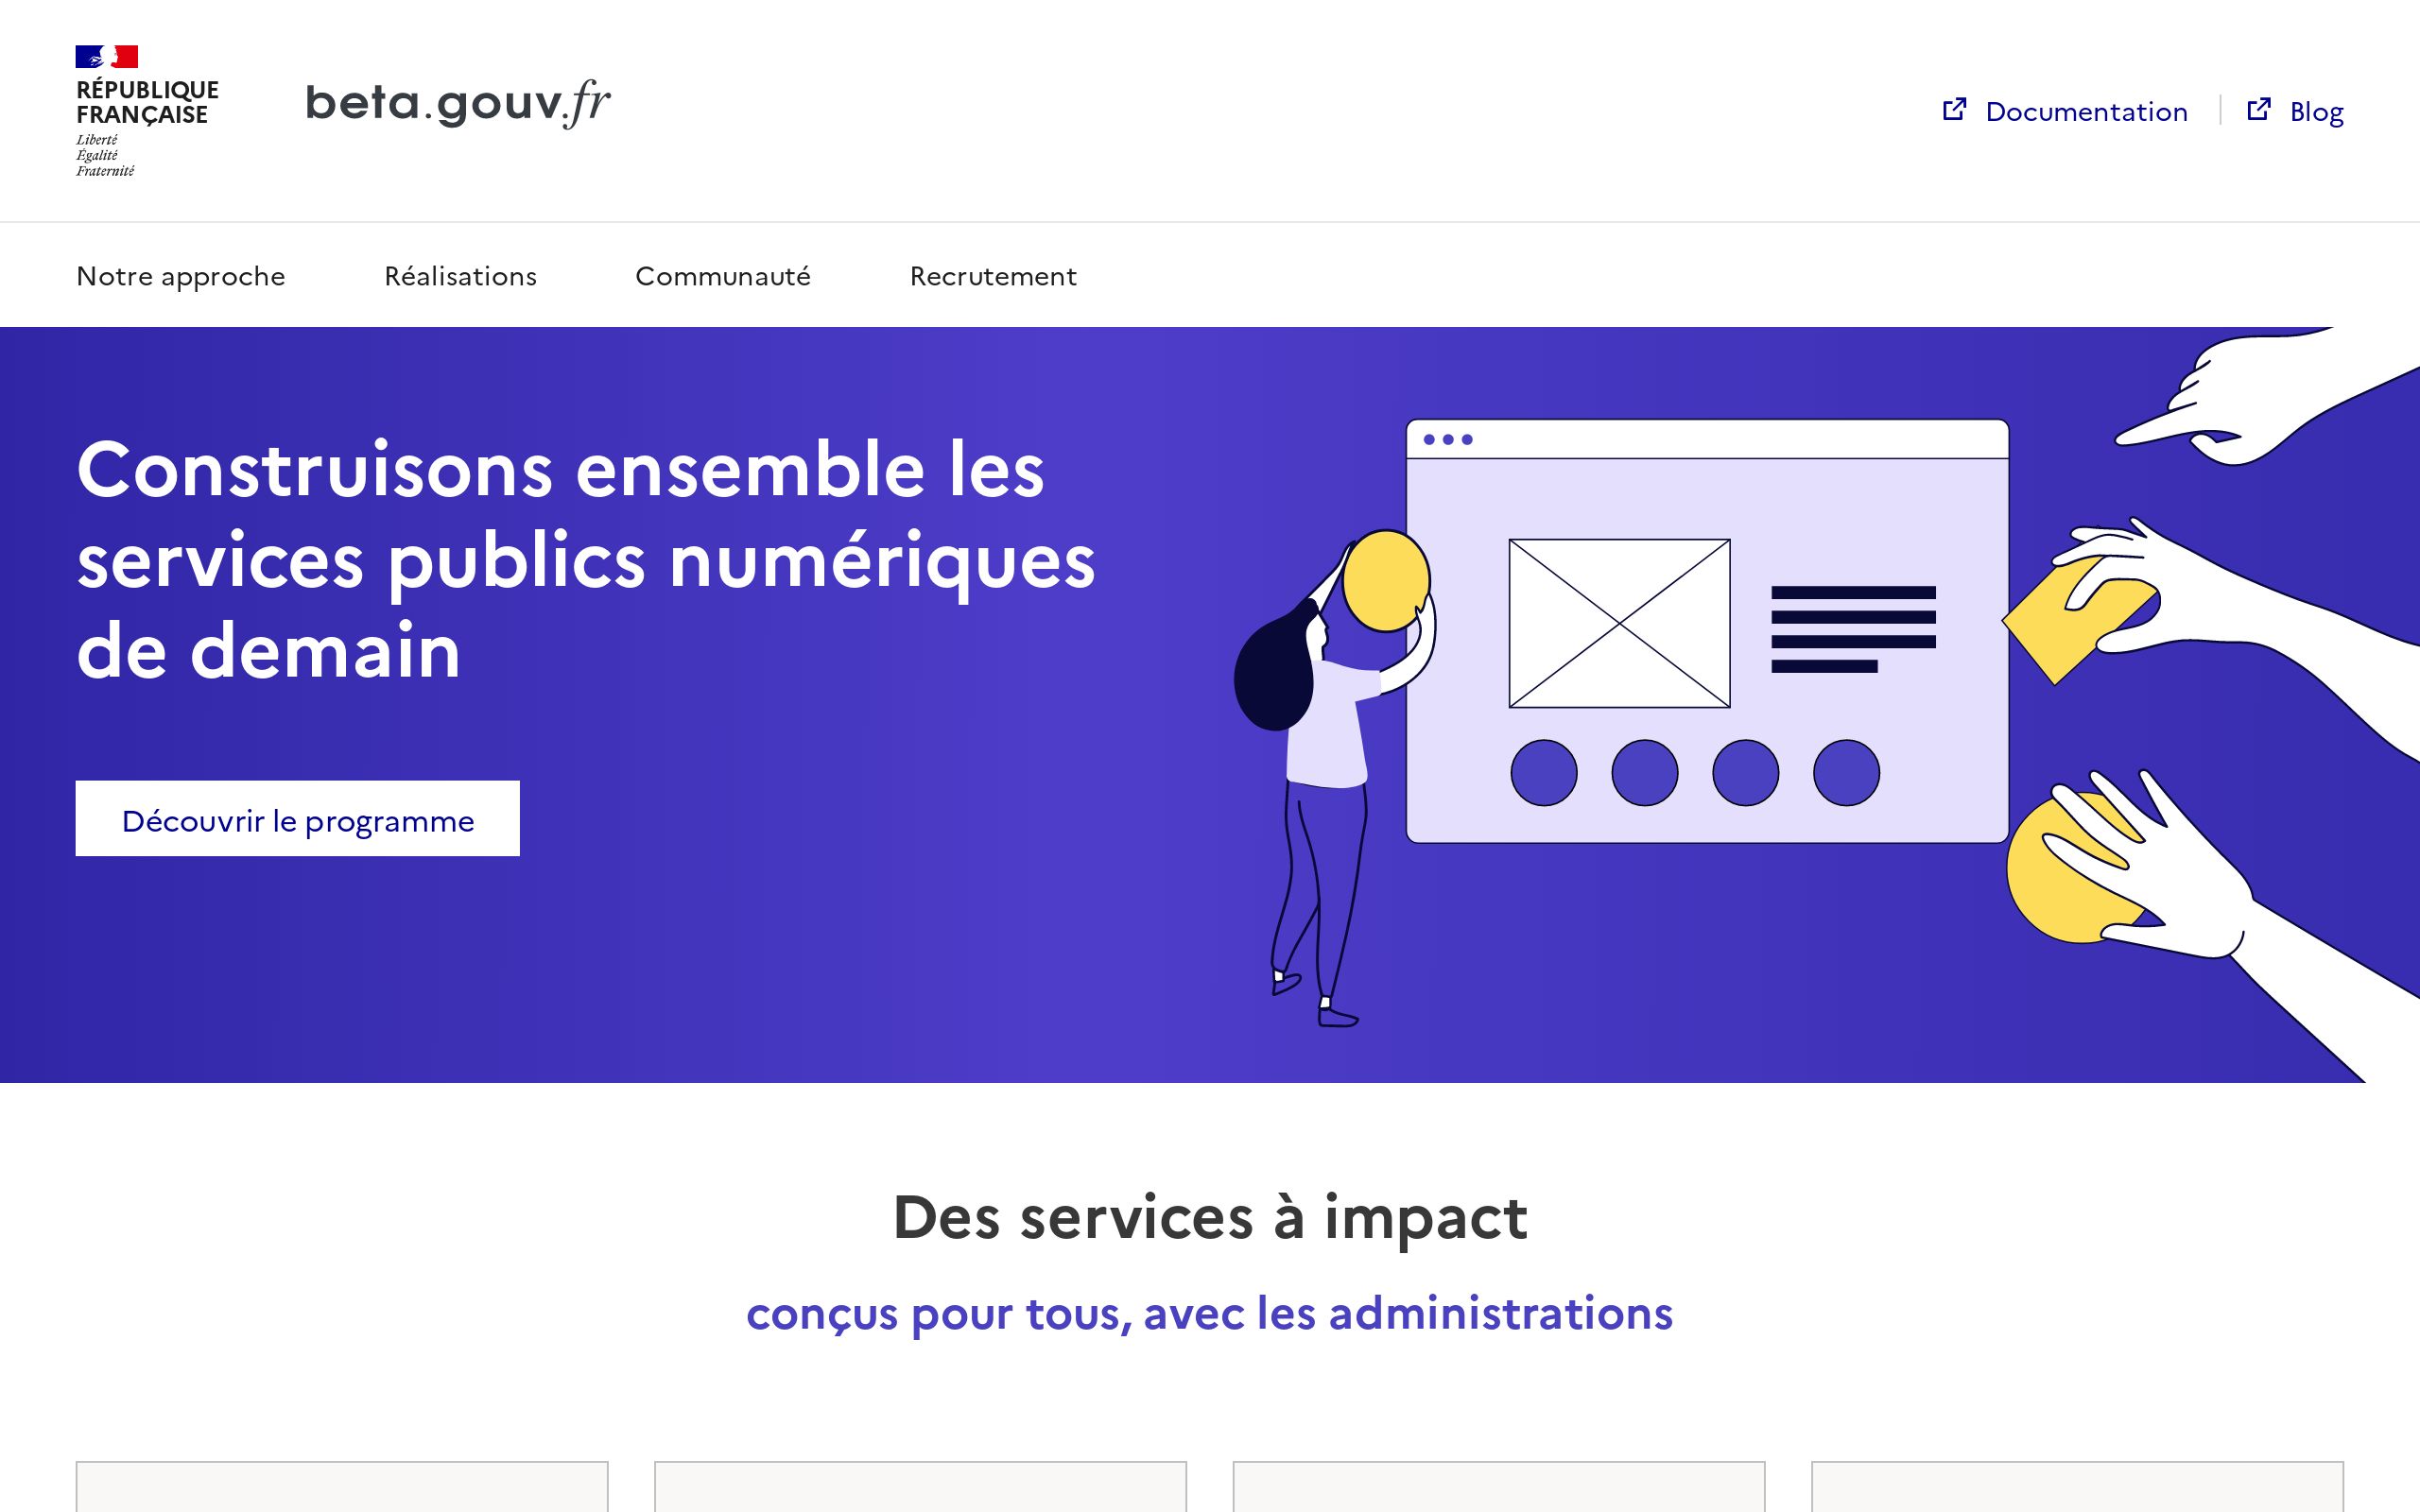 RÉPUBLIQUE
FRANÇAISE
Liberté
Égalité
Fraternité
beta.gouv.fr
Documentation
Blog
Notre approche
Réalisations
Communauté
Recrutement
Construisons ensemble les
services publics numériques
de demain
Découvrir le programme
Des services à impact
conçus pour tous, avec les administrations